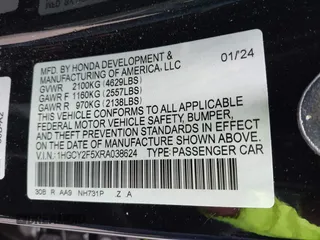 MFD. BY HONDA DEVELOPMENT &
MANUFACTURING OF AMERICA, LLC 01/24
GVWR 2100KG (4629LBS)
GAWR F 1160KG (2557LBS)
GAWR R 970KG (2138LBS)
THIS VEHICLE CONFORMS TO ALL APPLICABLE
FEDERAL MOTOR VEHICLE SAFETY, BUMPER,
AND THEFT PREVENTION STANDARDS IN EFFECT
ON THE DATE OF MANUFACTURE SHOWN ABOVE.
V.I.N.: 1HGCY2F5XRA038624 TYPE:PASSENGER CAR
308 R AA9 NH731P Z A